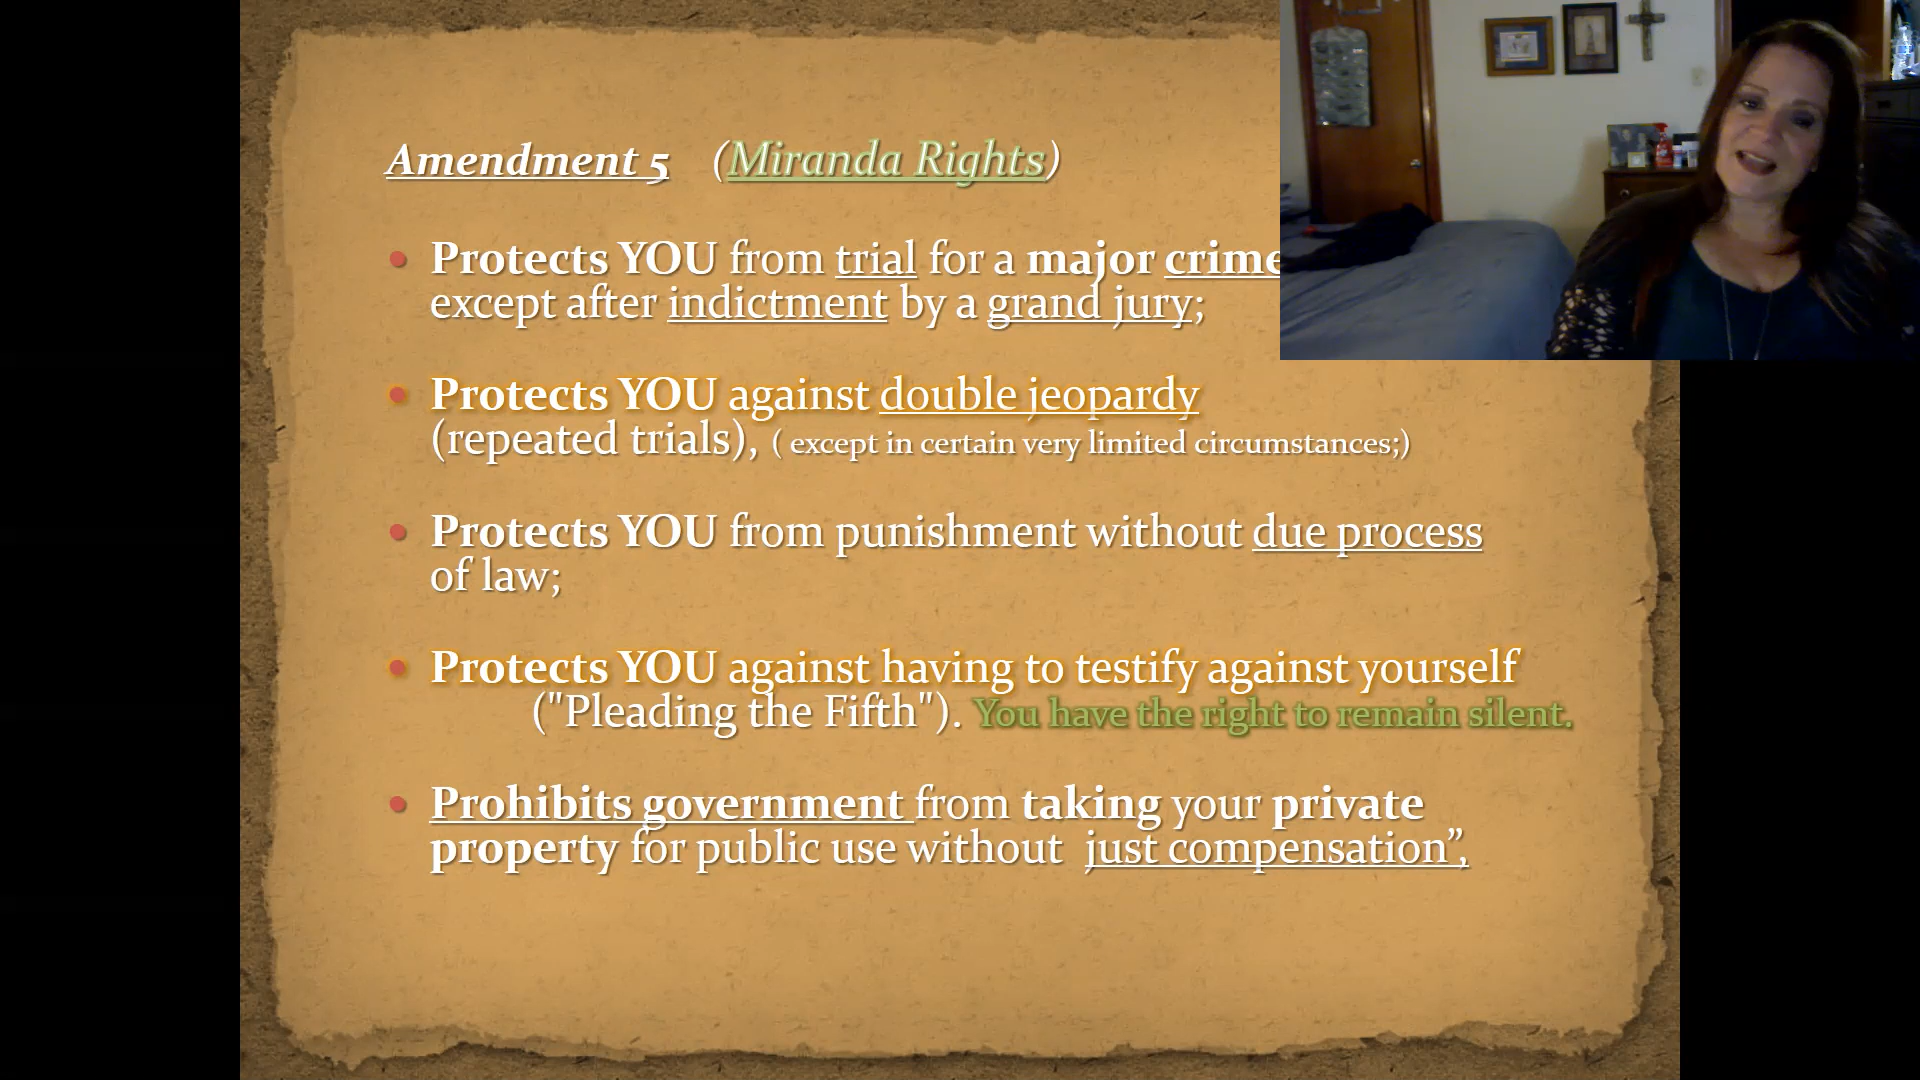 Amendment 5 (Miranda Rights)
• Protects YOU from trial for a major crime
except after indictment by a grand jury;
• Protects YOU against double jeopardy
(repeated trials), ( except in certain very limited circumstances;)
• Protects YOU from punishment without due process
of law;
• Protects YOU against having to testify against yourself
("Pleading the Fifth"). You have the right to remain silent.
• Prohibits government from taking your private
property for public use without just compensation”,